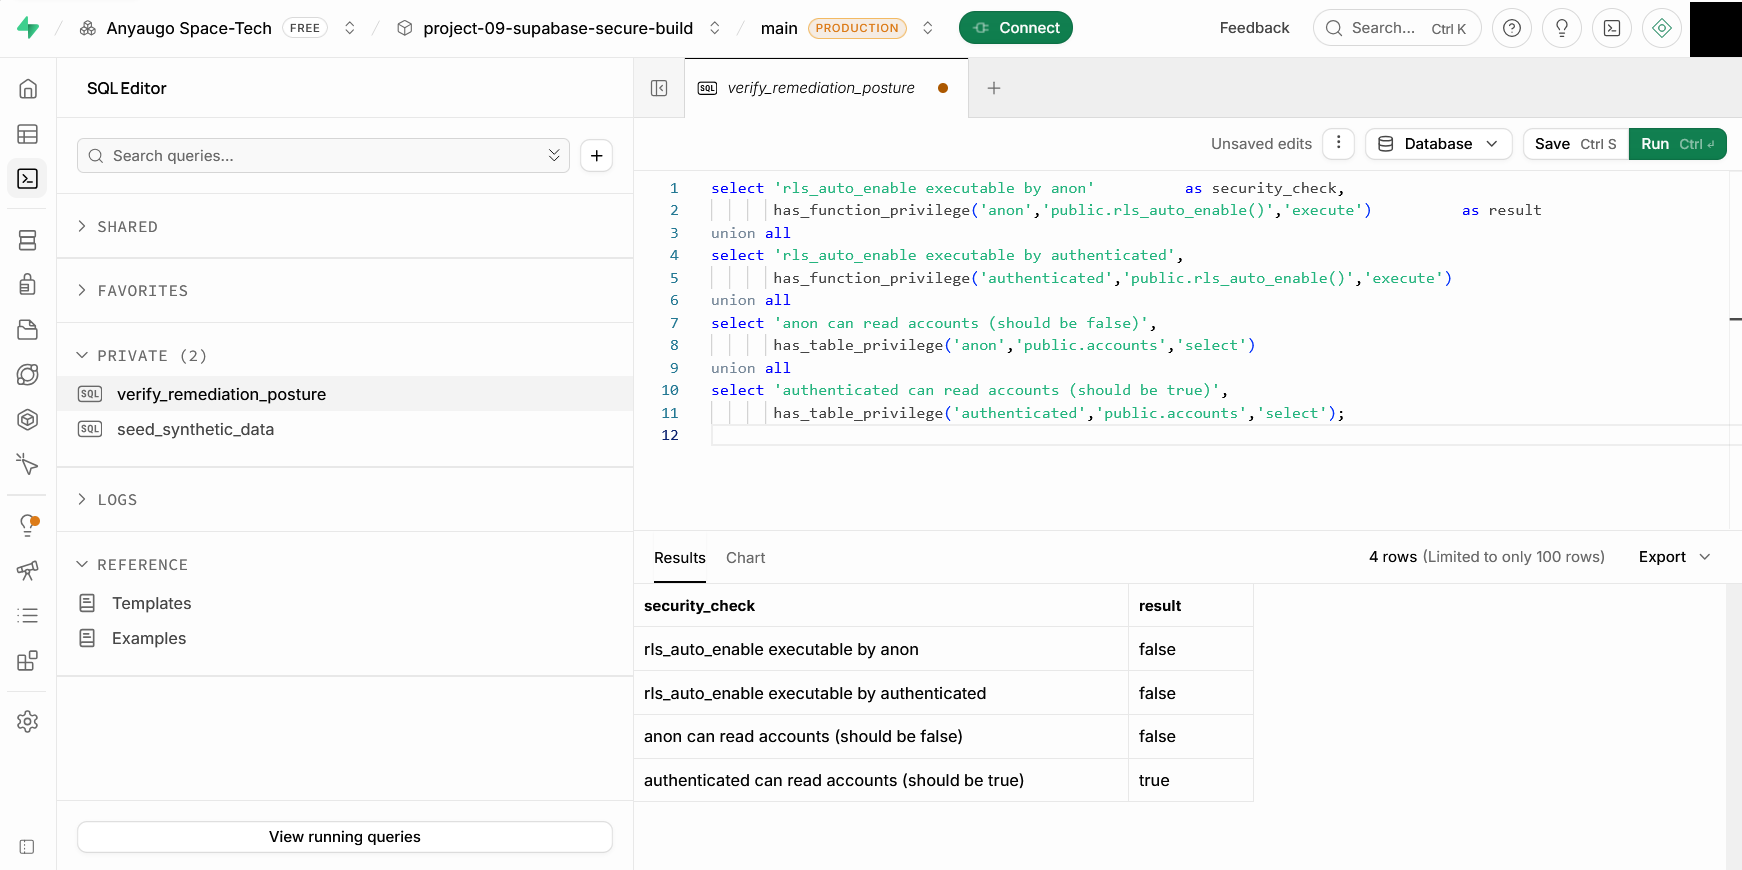 Anyaugo Space-Tech FREE project-09-supabase-secure-build main PRODUCTION Connect Feedback Search... Ctrl K
SQL Editor
Search queries...
SHARED
FAVORITES
PRIVATE (2)
SQL verify_remediation_posture
SQL seed_synthetic_data
LOGS
REFERENCE
Templates
Examples
View running queries
SQL verify_remediation_posture
Unsaved edits Database Save Ctrl S Run Ctrl ↵
1 select 'rls_auto_enable executable by anon' as security_check,
2 has_function_privilege('anon','public.rls_auto_enable()','execute') as result
3 union all
4 select 'rls_auto_enable executable by authenticated',
5 has_function_privilege('authenticated','public.rls_auto_enable()','execute')
6 union all
7 select 'anon can read accounts (should be false)',
8 has_table_privilege('anon','public.accounts','select')
9 union all
10 select 'authenticated can read accounts (should be true)',
11 has_table_privilege('authenticated','public.accounts','select');
12
Results Chart 4 rows (Limited to only 100 rows) Export
security_check result
rls_auto_enable executable by anon false
rls_auto_enable executable by authenticated false
anon can read accounts (should be false) false
authenticated can read accounts (should be true) true